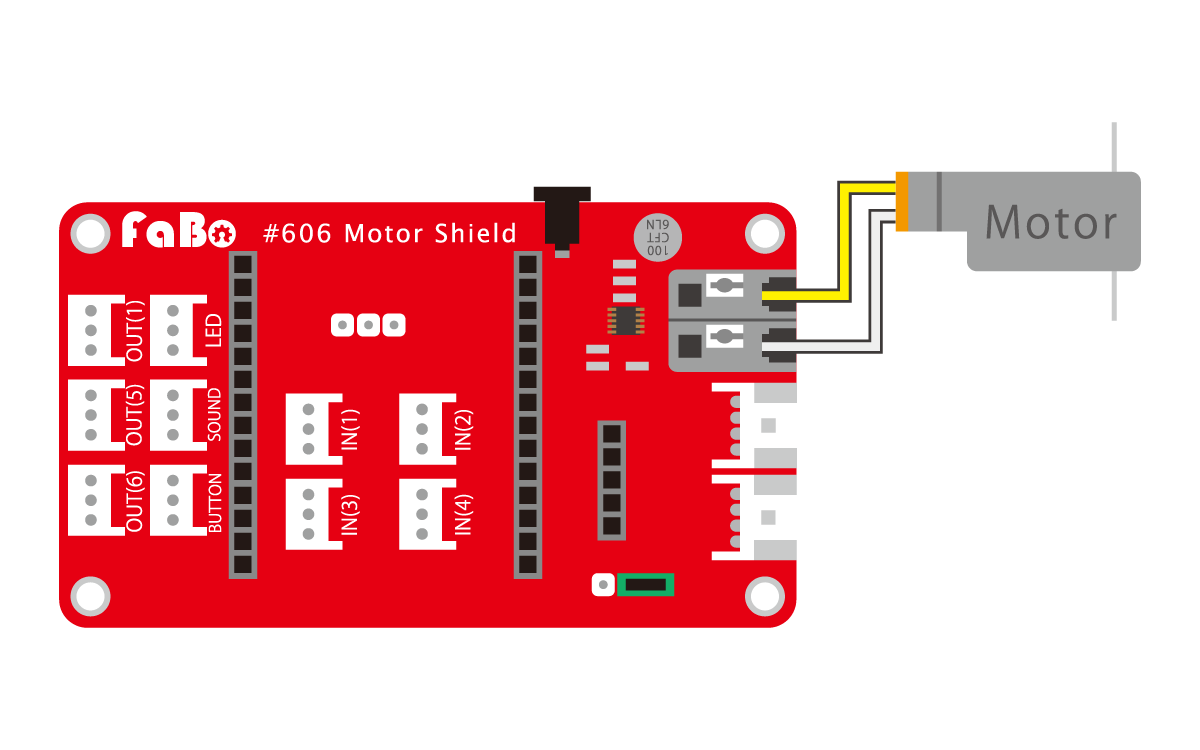 FaBo #606 Motor Shield
100
CFT
6LN
Motor
OUT(1)
LED
OUT(5)
SOUND
OUT(6)
BUTTON
IN(1)
IN(2)
IN(3)
IN(4)